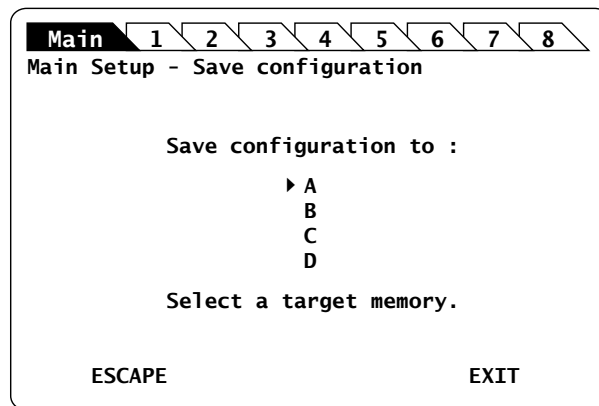 Main 1 2 3 4 5 6 7 8
Main Setup - Save configuration
Save configuration to :
A
B
C
D
Select a target memory.
ESCAPE EXIT